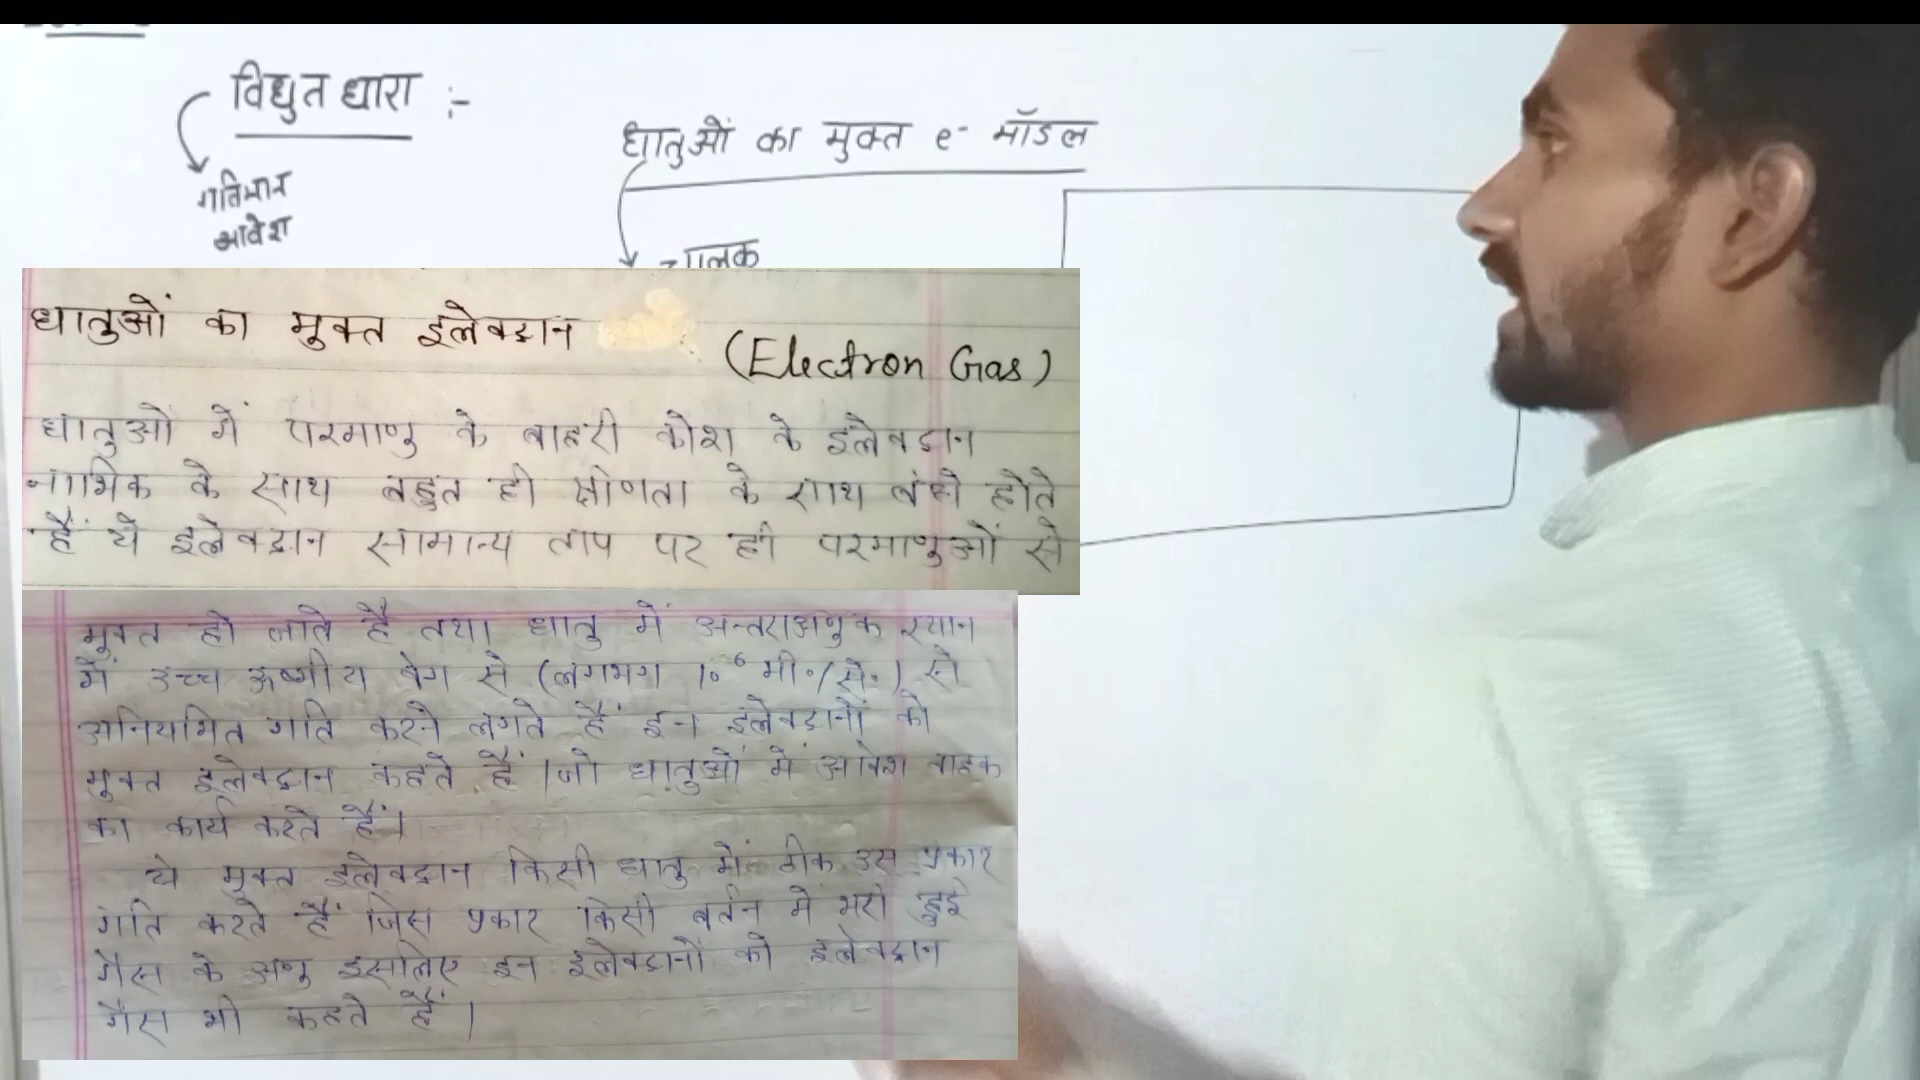 विद्युत धारा :-
गतिमान
आवेश
धातुओं का मुक्त e- मॉडल
चालक
धातुओं का मुक्त इलेक्ट्रान
(Electron Gas)
धातुओं में परमाणु के बाहरी कोश के इलेक्ट्रान
नाभिक के साथ बहुत ही क्षीणता के साथ बंधे होते
हैं ये इलेक्ट्रान सामान्य ताप पर ही परमाणुओं से
मुक्त हो जाते हैं तथा धातु में अन्तराअणुक स्थान
में उच्च ऊष्मीय वेग से (लगभग 10⁶ मी०/से०) से
अनियमित गति करने लगते हैं इन इलेक्ट्रानों को
मुक्त इलेक्ट्रान कहते हैं। जो धातुओं में आवेश वाहक
का कार्य करते हैं।
ये मुक्त इलेक्ट्रान किसी धातु में ठीक उस प्रकार
गति करते हैं जिस प्रकार किसी बर्तन में भरी हुई
गैस के अणु इसलिए इन इलेक्ट्रानों को इलेक्ट्रान
गैस भी कहते हैं।